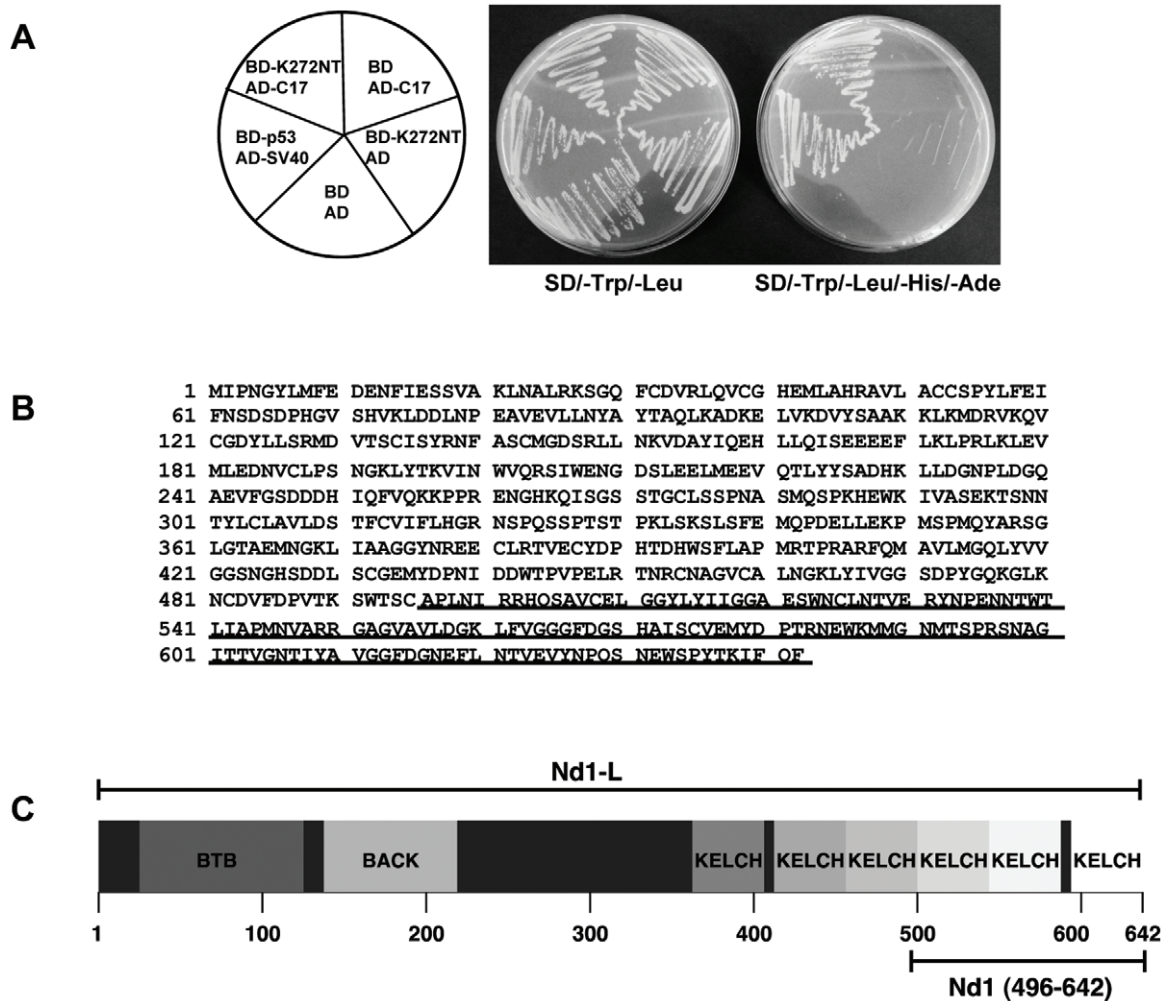 A
BD-K272NT
AD-C17
BD
AD-C17
BD-p53
AD-SV40
BD-K272NT
AD
BD
AD
SD/-Trp/-Leu
SD/-Trp/-Leu/-His/-Ade
B
1 MIPNGYLMFE DENFIESSVA KLNALRKSGQ FCDVRLQVCG HEMLAHRAVL ACCSPYLFEI
61 FNSDSDPHGV SHVKLDDLNP EAVEVLLNYA YTAQLKADKE LVKDVYSAAK KLKMDRVKQV
121 CGDYLLSRMD VTSCISYRNF ASCMGDSRLL NKVDAYIQEH LLQISEEEEF LKLPRLKLEV
181 MLEDNVCLPS NGKLYTKVIN WVQRSIWENG DSLEELMEEV QTLYYSADHK LLDGNPLDGQ
241 AEVFGSDDDH IQFVQKKPPR ENGHKQISGS STGCLSSPNA SMQSPKHEWK IVASEKTSNN
301 TYLCLAVLDS TFCVIFLHGR NSPQSSPTST PKLSKSLSFE MQPDELLEKP MSPMQYARSG
361 LGTAEMNGKL IAAGGYNREE CLRTVECYDP HTDHWSFLAP MRTPRARFQM AVLMGQLYVV
421 GGSNGHSDDL SCGEMYDPNI DDWTPVPELR TNRCNAGVCA LNGKLYIVGG SDPYGQKGLK
481 NCDVFDPVTK SWTSCAPLNI RRHQSAVCEL GGYLYIIGGA ESWNCLNTVE RYNPENNTWT
541 LIAPMNVARR GAGVAVLDGK LFVGGGFDGS HAISCVEMYD PTRNEWKMMG NMTSPRSNAG
601 ITTVGNTIYA VGGFDGNEFL NTVEVYNPQS NEWSPYTKIF QF
Nd1-L
C
BTB
BACK
KELCH
KELCH
KELCH
KELCH
KELCH
KELCH
1
100
200
300
400
500
600
642
Nd1 (496-642)